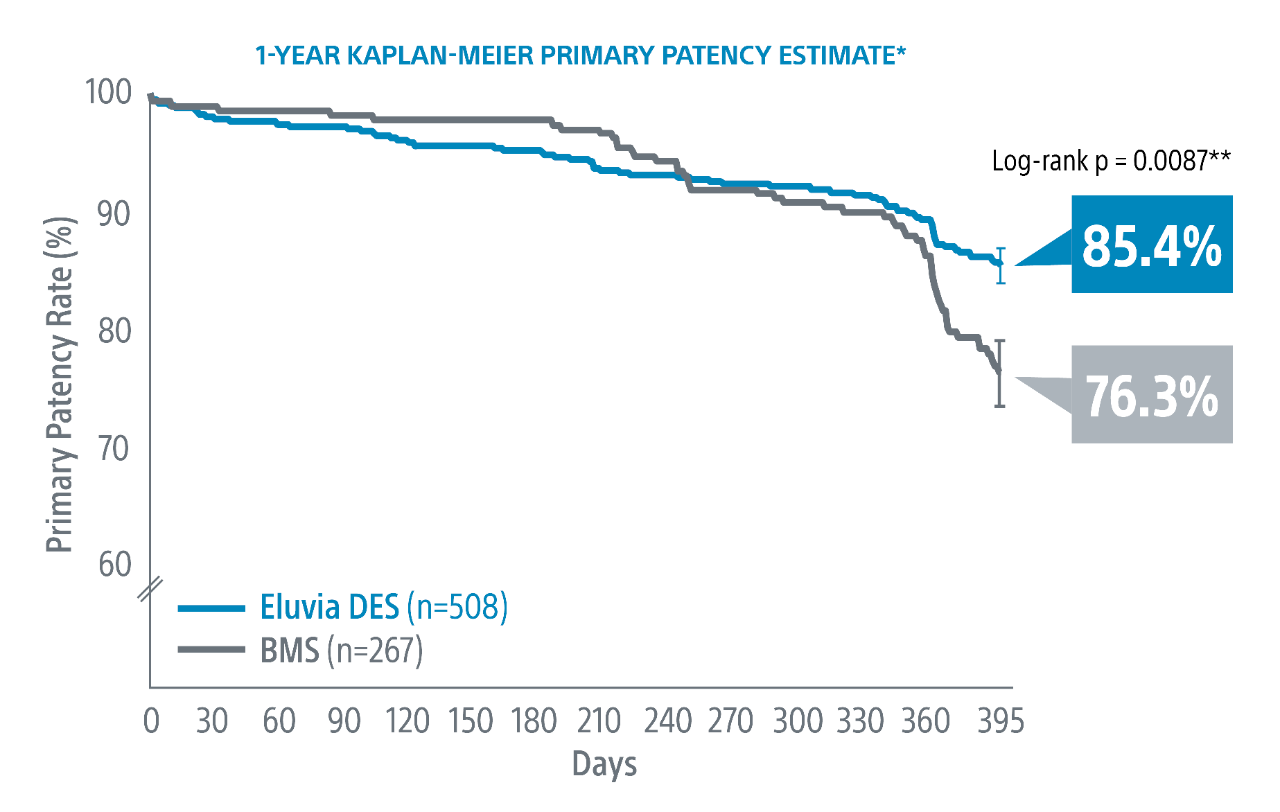 1-YEAR KAPLAN-MEIER PRIMARY PATENCY ESTIMATE*
100
90
80
70
60
Primary Patency Rate (%)
Log-rank p = 0.0087**
85.4%
76.3%
Eluvia DES (n=508)
BMS (n=267)
0 30 60 90 120 150 180 210 240 270 300 330 360 395
Days